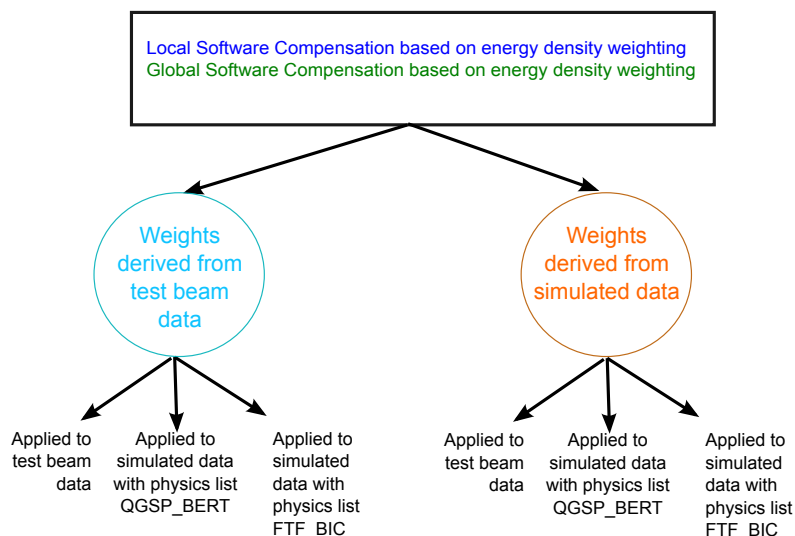 Local Software Compensation based on energy density weighting
Global Software Compensation based on energy density weighting
Weights
derived from
test beam
data
Weights
derived from
simulated data
Applied to
test beam
data
Applied to
simulated data
with physics list
QGSP_BERT
Applied to
simulated
data with
physics list
FTF_BIC
Applied to
test beam
data
Applied to
simulated data
with physics list
QGSP_BERT
Applied to
simulated
data with
physics list
FTF_BIC